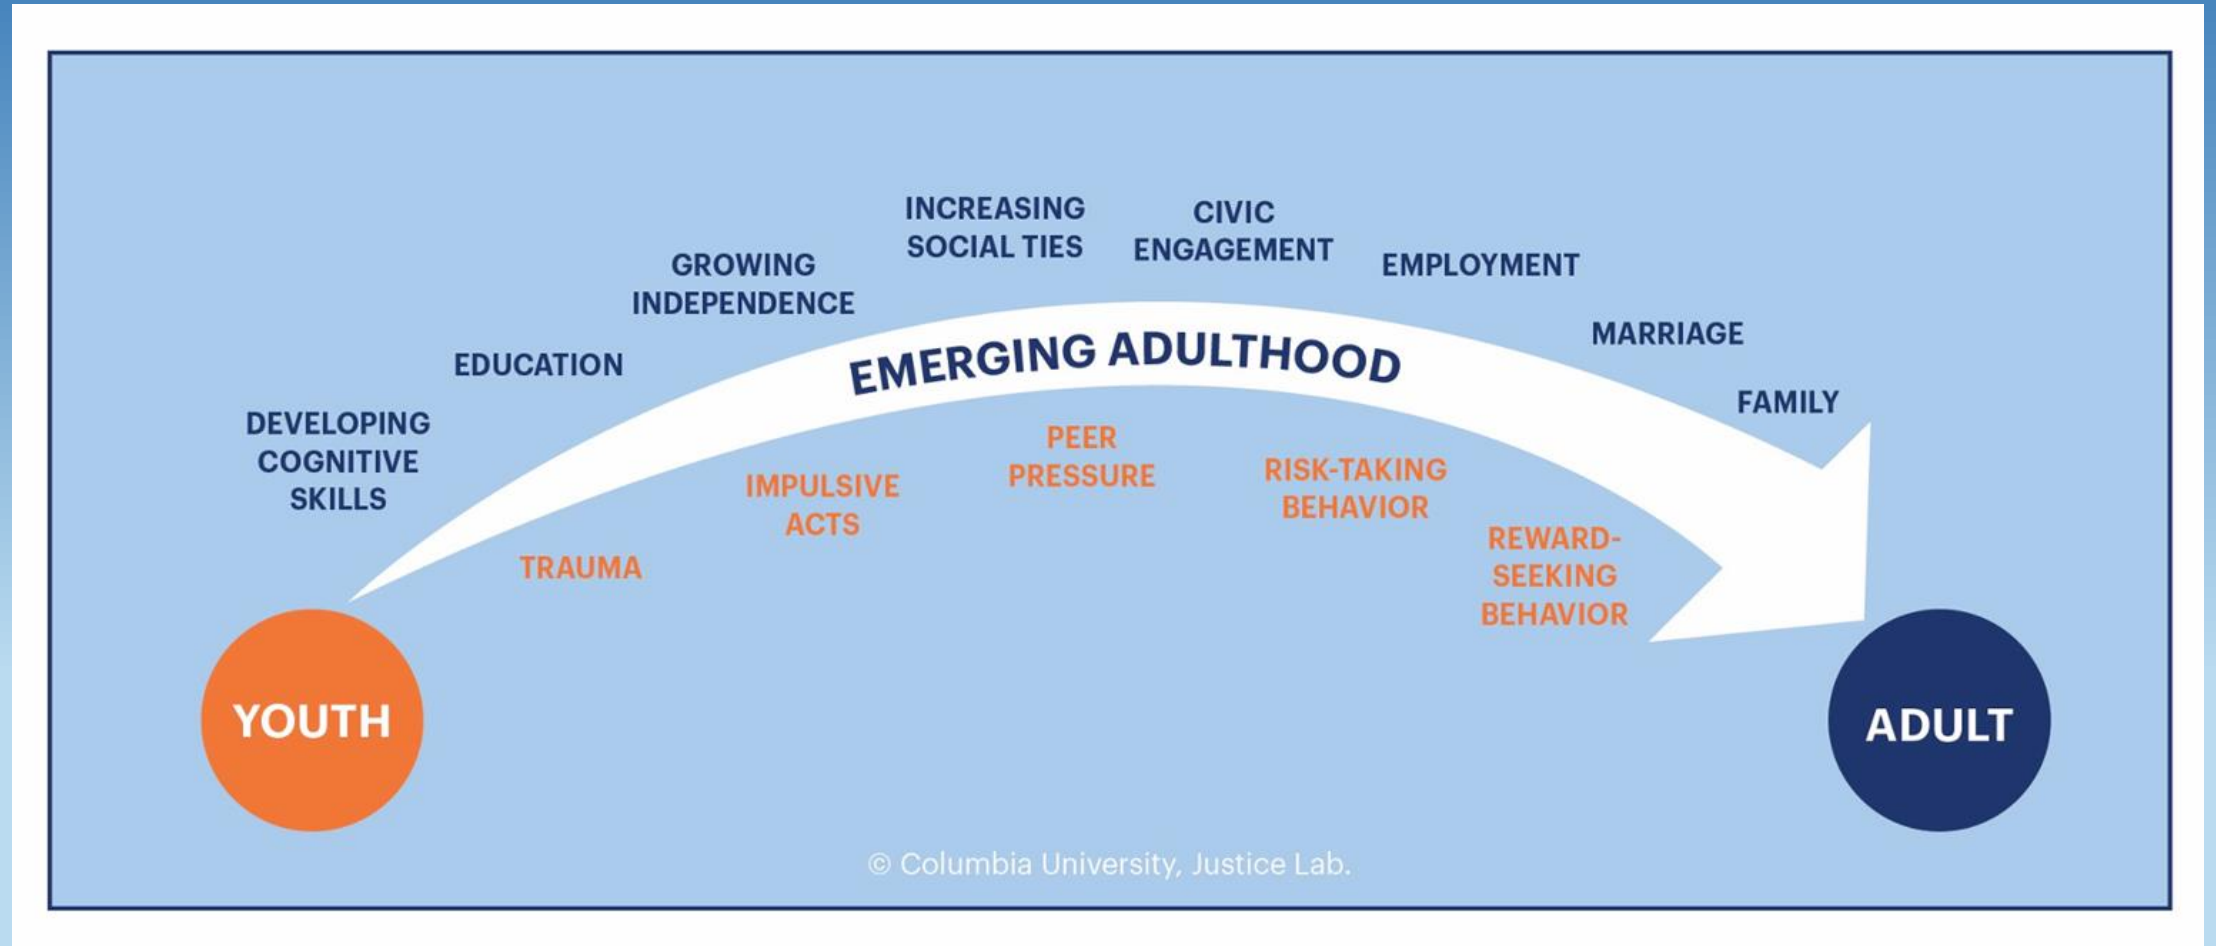 INCREASING
SOCIAL TIES
CIVIC
ENGAGEMENT
GROWING
INDEPENDENCE
EMPLOYMENT
MARRIAGE
EDUCATION
FAMILY
DEVELOPING
COGNITIVE
SKILLS
EMERGING ADULTHOOD
PEER
PRESSURE
IMPULSIVE
ACTS
RISK-TAKING
BEHAVIOR
TRAUMA
REWARD-
SEEKING
BEHAVIOR
YOUTH
ADULT
© Columbia University, Justice Lab.